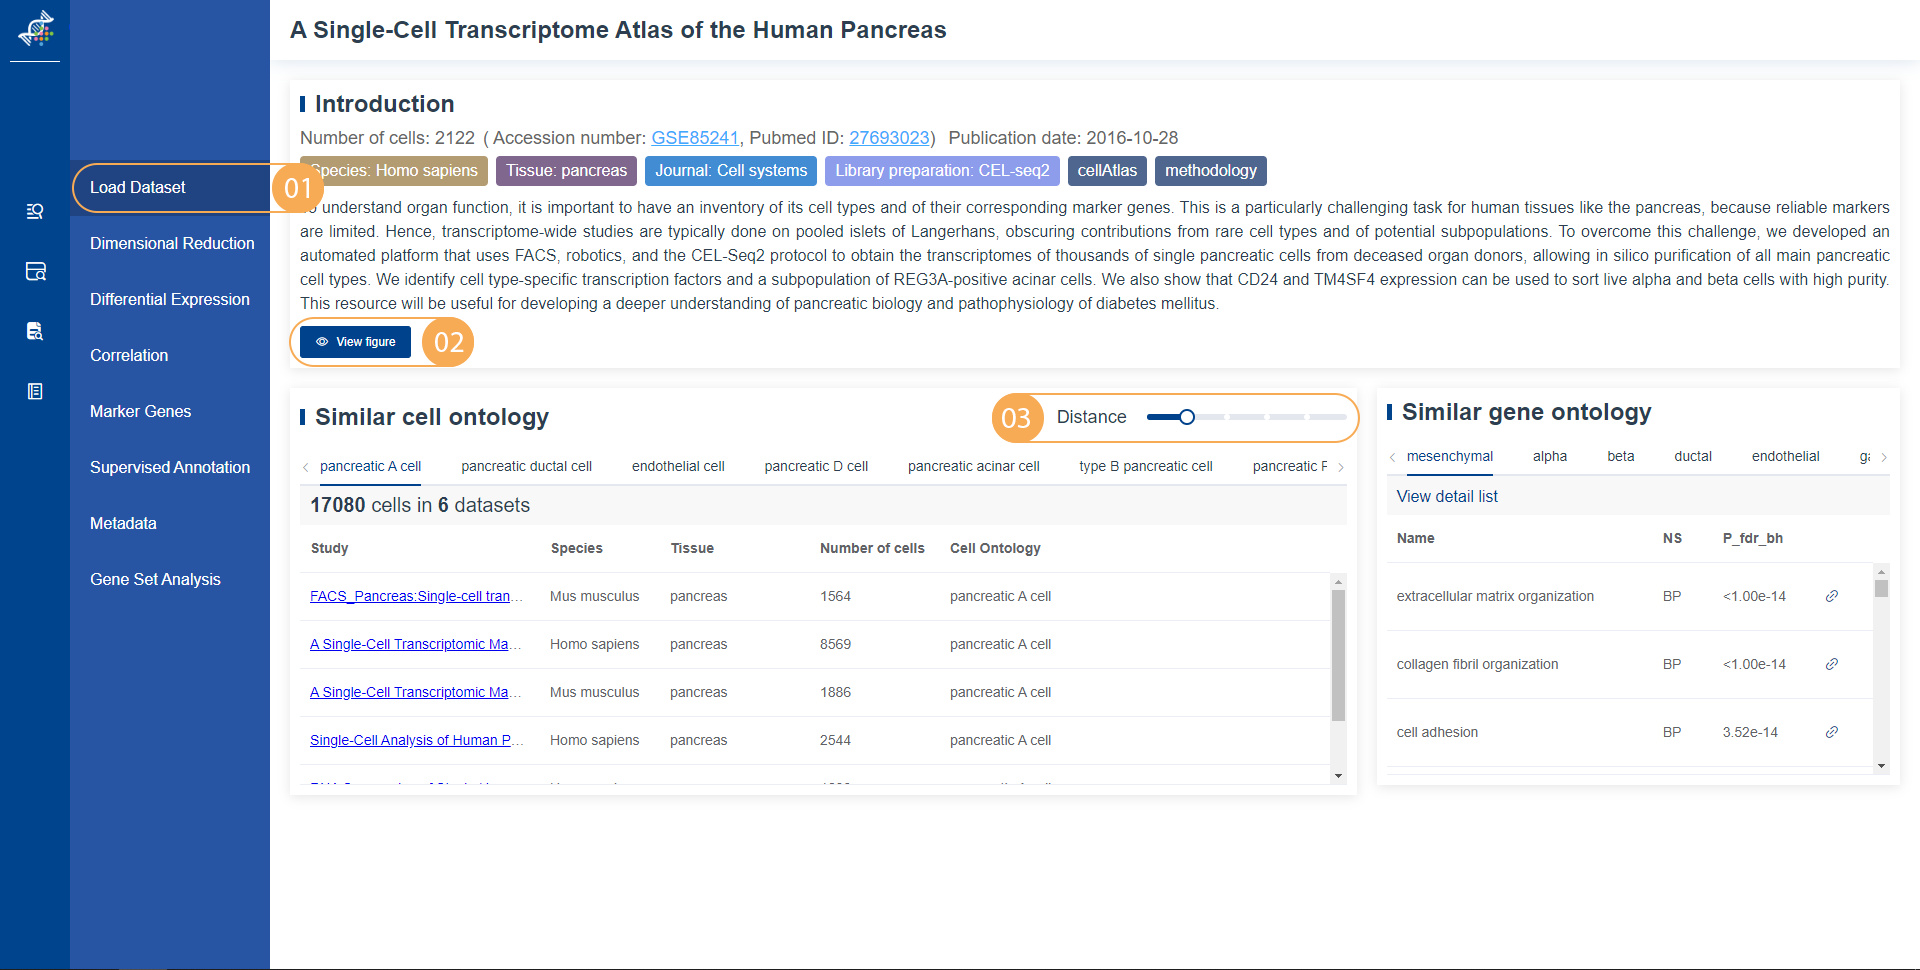 A Single-Cell Transcriptome Atlas of the Human Pancreas
Load Dataset
01
Dimensional Reduction
Differential Expression
Correlation
Marker Genes
Supervised Annotation
Metadata
Gene Set Analysis
Introduction
Number of cells: 2122 ( Accession number: GSE85241, Pubmed ID: 27693023) Publication date: 2016-10-28
Species: Homo sapiens Tissue: pancreas Journal: Cell systems Library preparation: CEL-seq2 cellAtlas methodology
understand organ function, it is important to have an inventory of its cell types and of their corresponding marker genes. This is a particularly challenging task for human tissues like the pancreas, because reliable markers
are limited. Hence, transcriptome-wide studies are typically done on pooled islets of Langerhans, obscuring contributions from rare cell types and of potential subpopulations. To overcome this challenge, we developed an
automated platform that uses FACS, robotics, and the CEL-Seq2 protocol to obtain the transcriptomes of thousands of single pancreatic cells from deceased organ donors, allowing in silico purification of all main pancreatic
cell types. We identify cell type-specific transcription factors and a subpopulation of REG3A-positive acinar cells. We also show that CD24 and TM4SF4 expression can be used to sort live alpha and beta cells with high purity.
This resource will be useful for developing a deeper understanding of pancreatic biology and pathophysiology of diabetes mellitus.
View figure 02
Similar cell ontology
03 Distance
pancreatic A cell pancreatic ductal cell endothelial cell pancreatic D cell pancreatic acinar cell type B pancreatic cell pancreatic
17080 cells in 6 datasets
Study Species Tissue Number of cells Cell Ontology
FACS_Pancreas:Single-cell tran... Mus musculus pancreas 1564 pancreatic A cell
A Single-Cell Transcriptomic Ma... Homo sapiens pancreas 8569 pancreatic A cell
A Single-Cell Transcriptomic Ma... Mus musculus pancreas 1886 pancreatic A cell
Single-Cell Analysis of Human P... Homo sapiens pancreas 2544 pancreatic A cell
Similar gene ontology
mesenchymal alpha beta ductal endothelial
View detail list
Name NS P_fdr_bh
extracellular matrix organization BP <1.00e-14
collagen fibril organization BP <1.00e-14
cell adhesion BP 3.52e-14